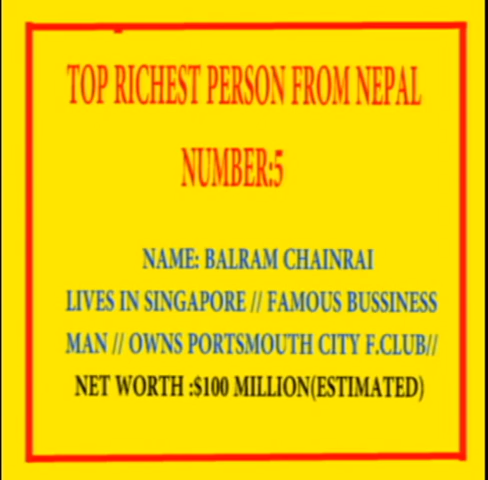 TOP RICHEST PERSON FROM NEPAL
NUMBER:5
NAME: BALRAM CHAINRAI
LIVES IN SINGAPORE // FAMOUS BUSSINESS
MAN // OWNS PORTSMOUTH CITY F.CLUB//
NET WORTH :$100 MILLION(ESTIMATED)